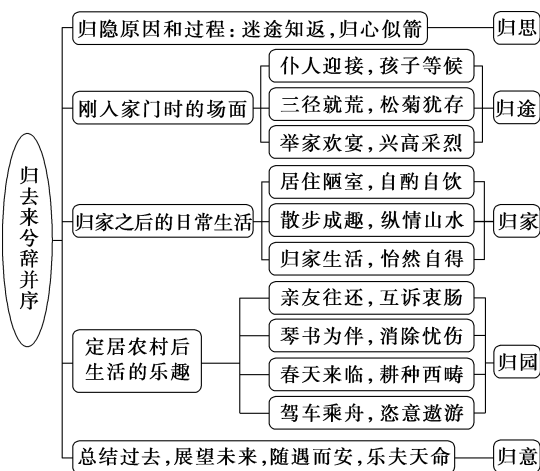 归去来兮辞并序
归隐原因和过程：迷途知返，归心似箭
归思
刚入家门时的场面
仆人迎接，孩子等候
三径就荒，松菊犹存
举家欢宴，兴高采烈
归途
归家之后的日常生活
居住陋室，自酌自饮
散步成趣，纵情山水
归家生活，怡然自得
归家
定居农村后
生活的乐趣
亲友往还，互诉衷肠
琴书为伴，消除忧伤
春天来临，耕种西畴
驾车乘舟，恣意遨游
归园
总结过去，展望未来，随遇而安，乐夫天命
归意